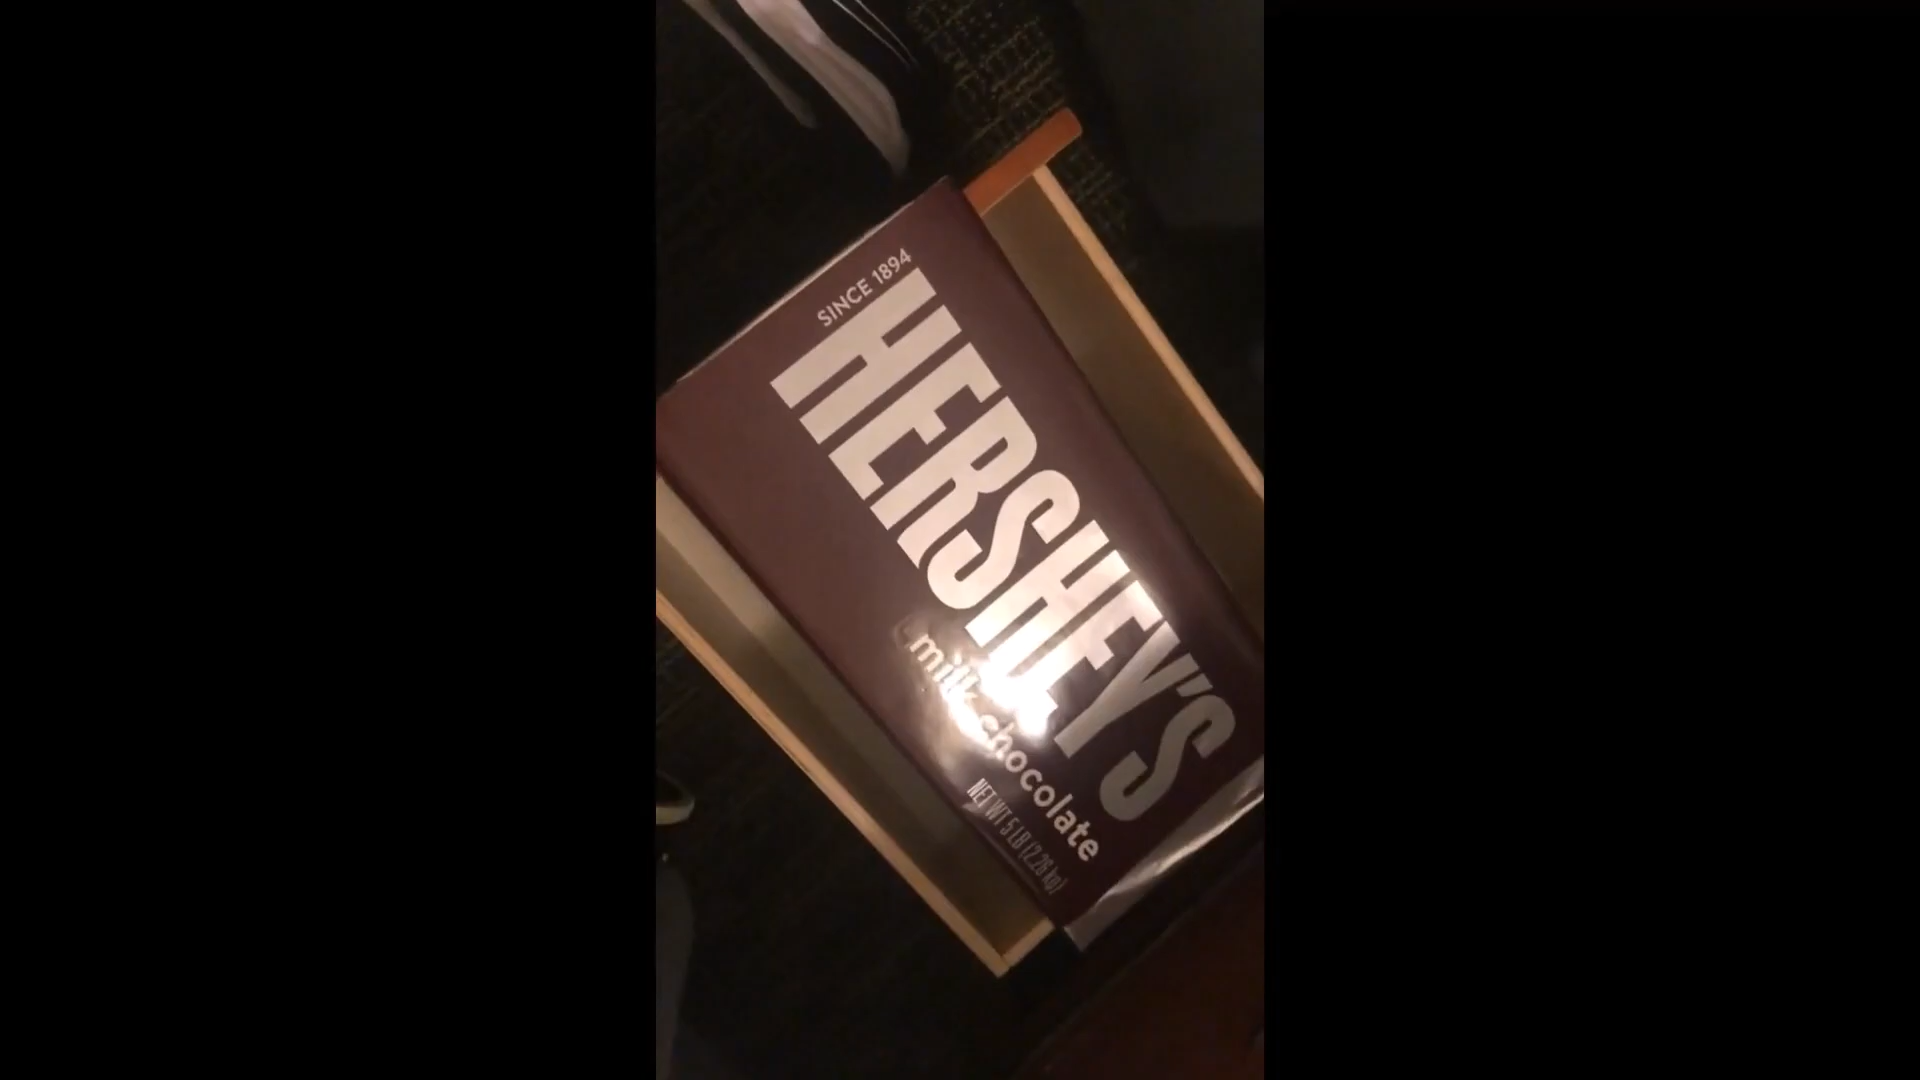 SINCE 1894
HERSHEY'S
milk chocolate
NET WT 5 LB (2.26 kg)